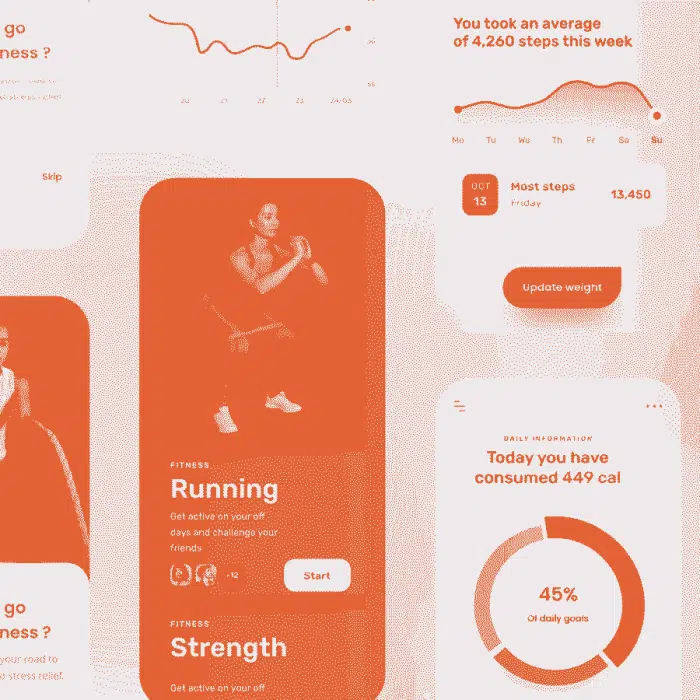 go
ness ?
Skip
20
21
22
23
24.03
You took an average
of 4,260 steps this week
Mo Tu We Th Fr Sa Su
OCT
13
Most steps
Friday
13,450
Update weight
FITNESS
Running
Get active on your off
days and challenge your
friends
+12
Start
FITNESS
Strength
Get active on your off
DAILY INFORMATION
Today you have
consumed 449 cal
45%
Of daily goals
go
ness ?
your road to
stress relief.